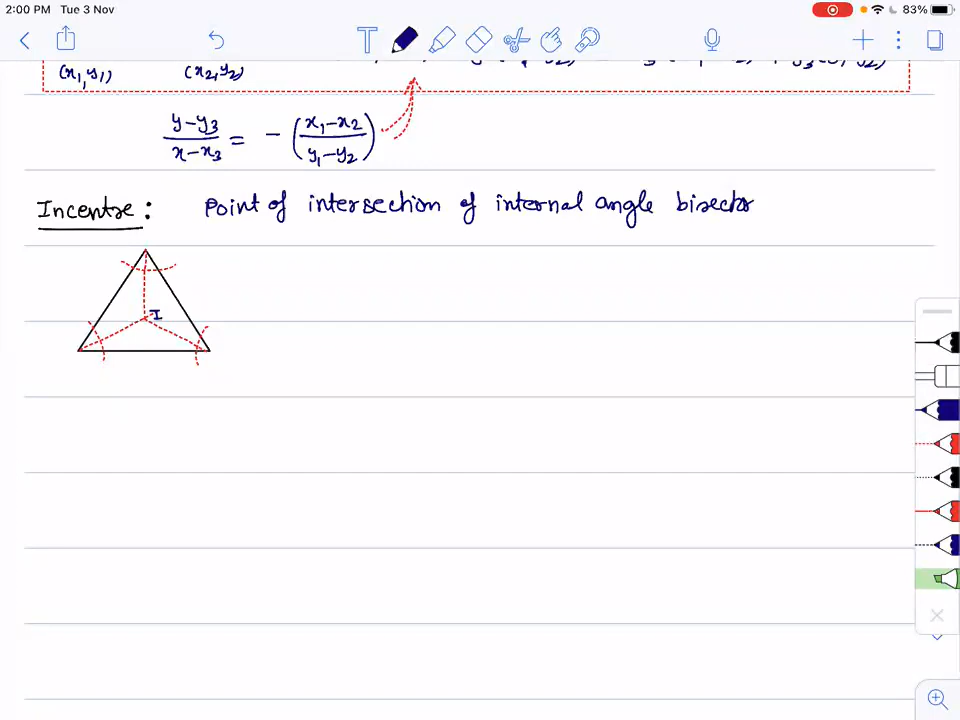 2:00 PM Tue 3 Nov 83%
T
(x1, y1) (x2, y2)
y-y3/x-x3 = - (x1-x2/y1-y2)
Incentre: Point of intersection of internal angle bisector
I